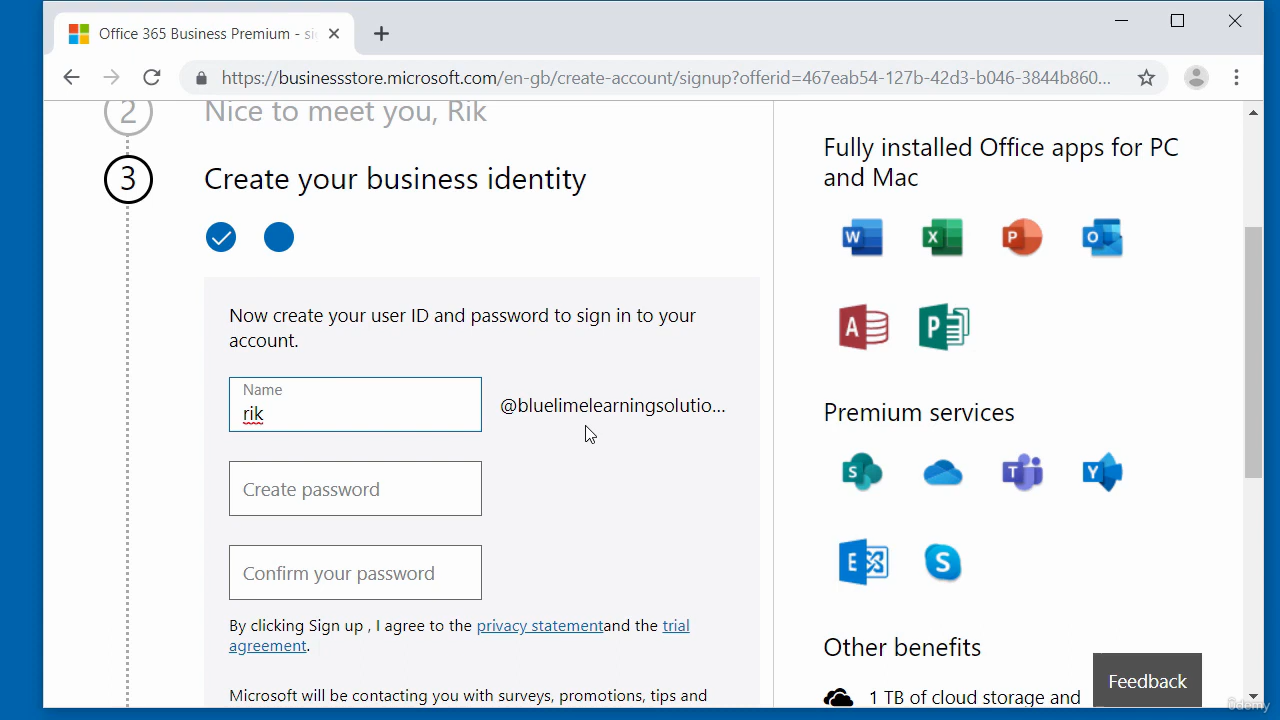 Office 365 Business Premium - si
https://businessstore.microsoft.com/en-gb/create-account/signup?offerid=467eab54-127b-42d3-b046-3844b860...
2
Nice to meet you, Rik
3
Create your business identity
Now create your user ID and password to sign in to your
account.
Name
rik
@bluelimelearningsolutio...
Create password
Confirm your password
By clicking Sign up , I agree to the privacy statementand the trial
agreement.
Microsoft will be contacting you with surveys, promotions, tips and
Fully installed Office apps for PC
and Mac
W
X
P
O
A
P
Premium services
S
T
Y
E
S
Other benefits
1 TB of cloud storage and
Feedback
Udemy